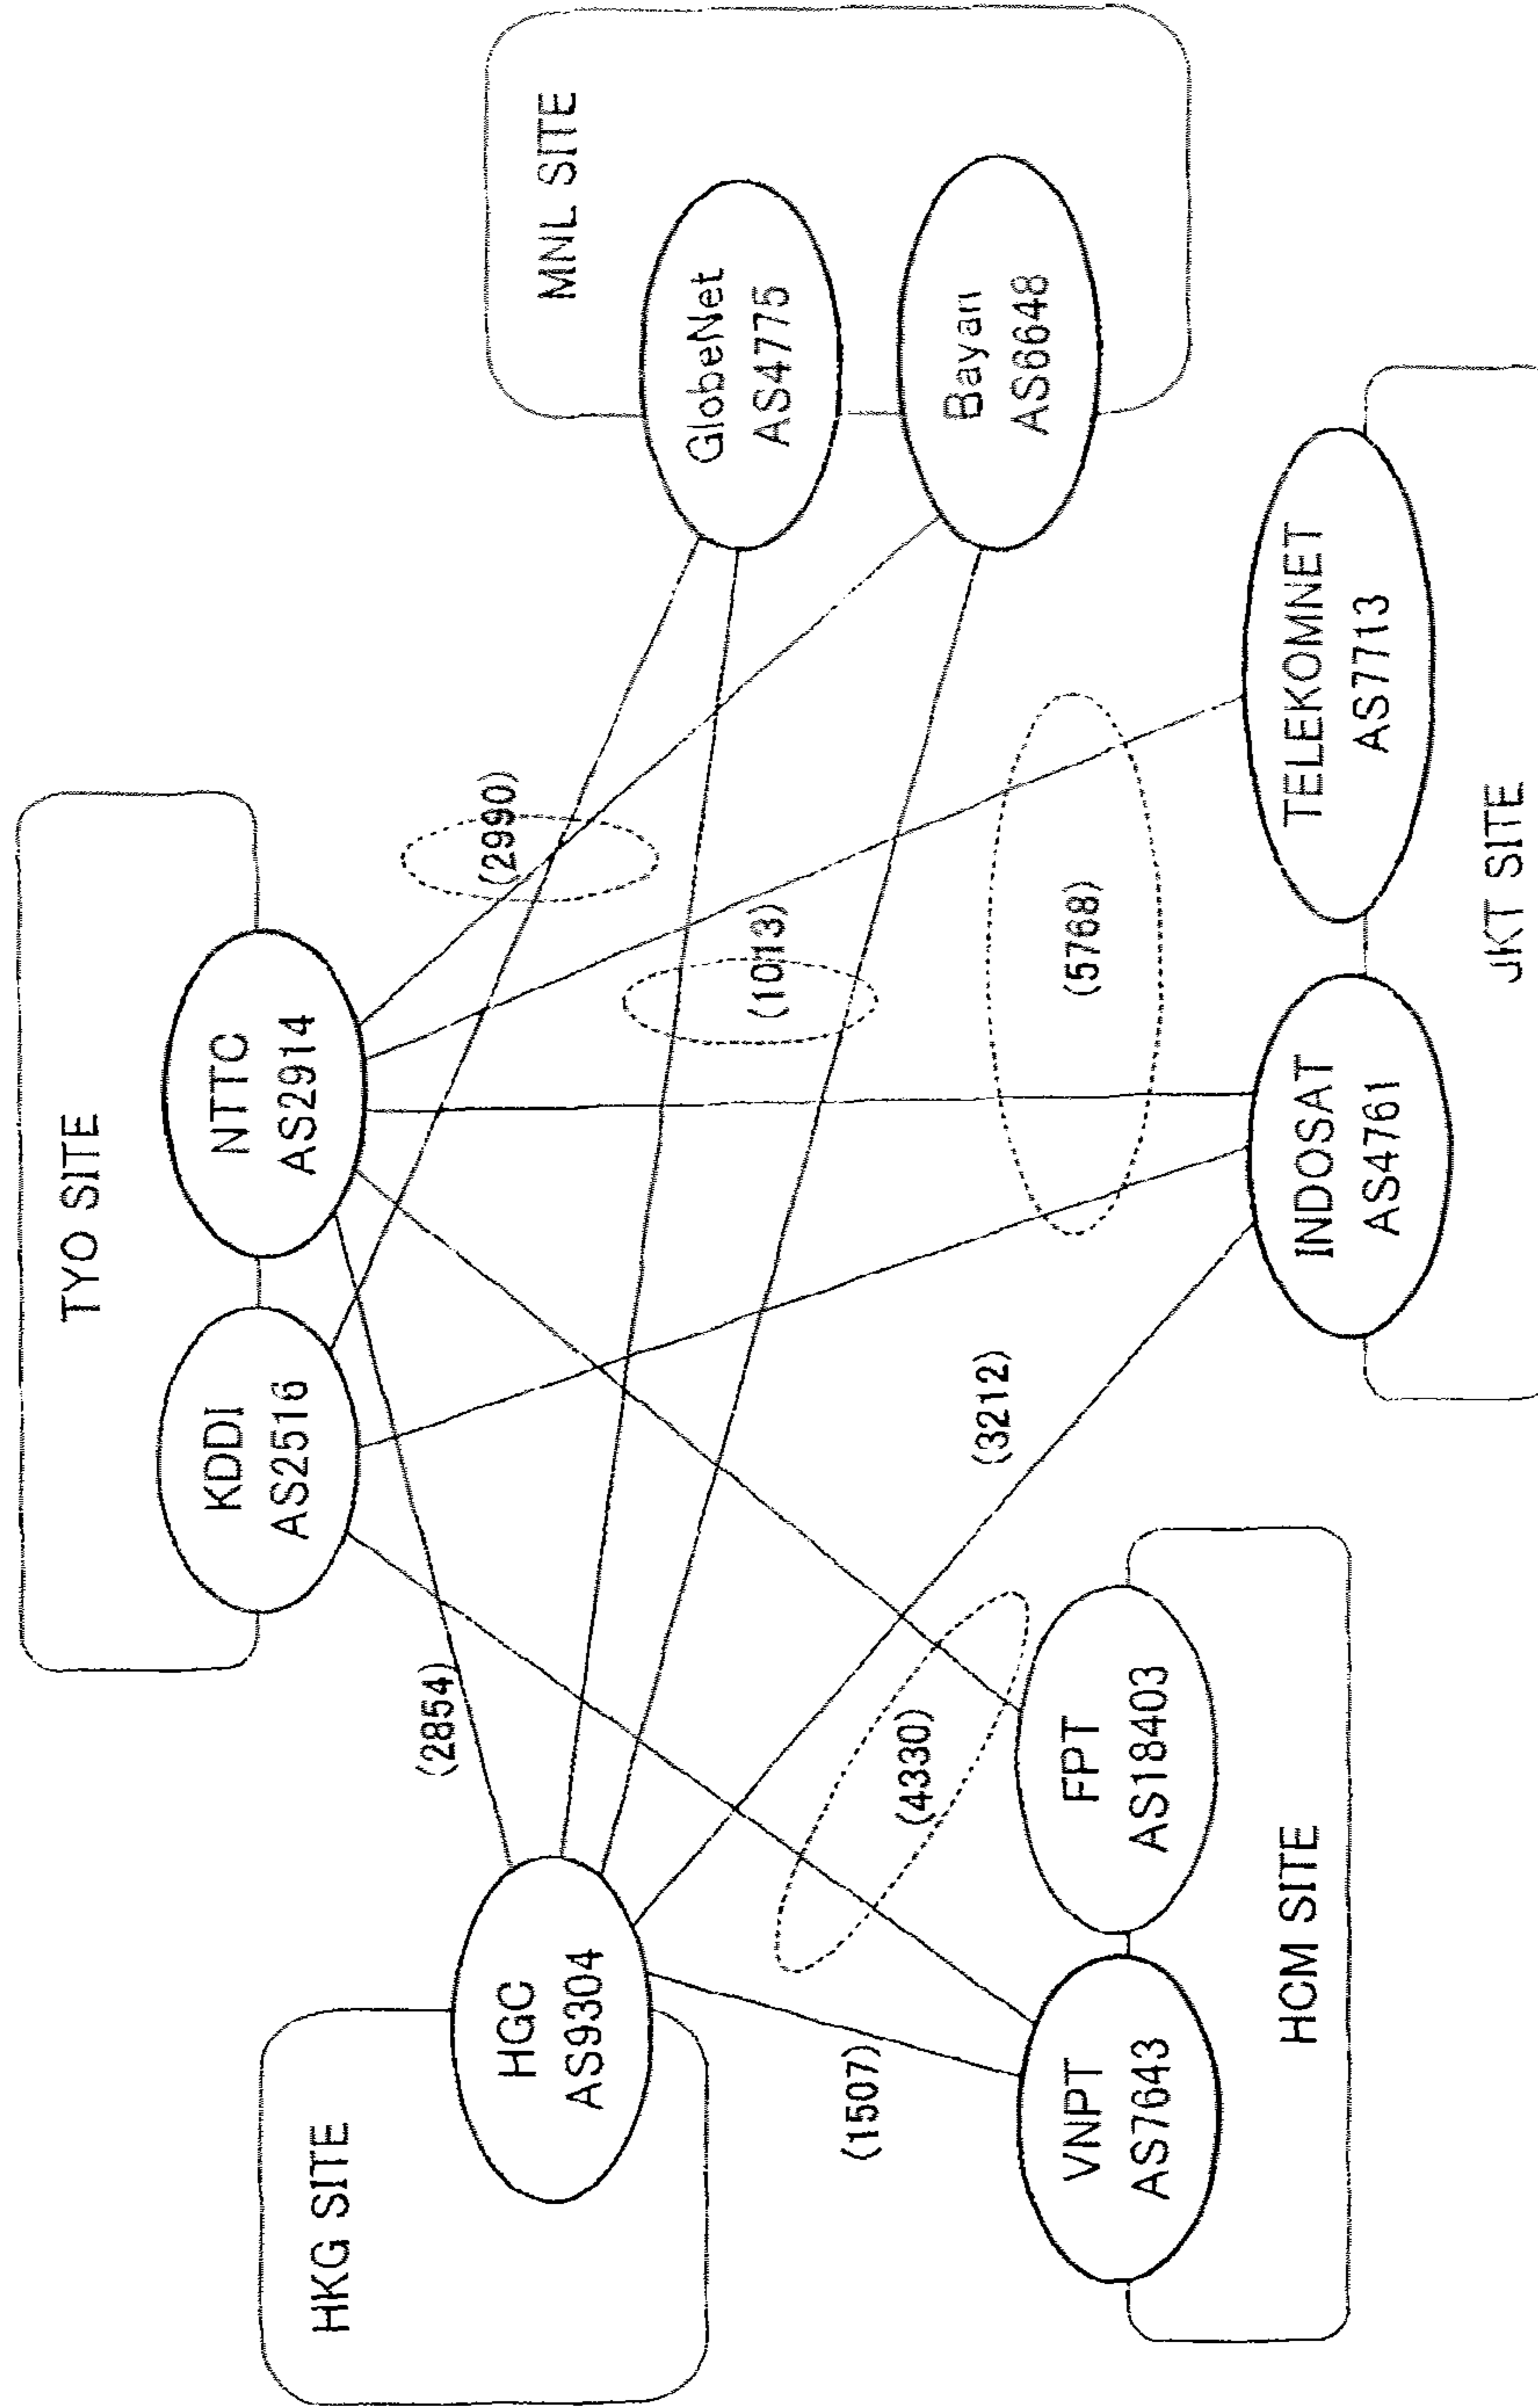 TYO SITE
KDDI
AS2516
NTTC
AS2914
HKG SITE
HGC
AS9304
MNL SITE
GlobeNet
AS4775
Bayan
AS6648
(2854)
(2990)
(1013)
(1507)
(4330)
(3212)
(5768)
VNPT
AS7643
FPT
AS18403
HCM SITE
INDOSAT
AS4761
TELEKOMNET
AS7713
JKT SITE